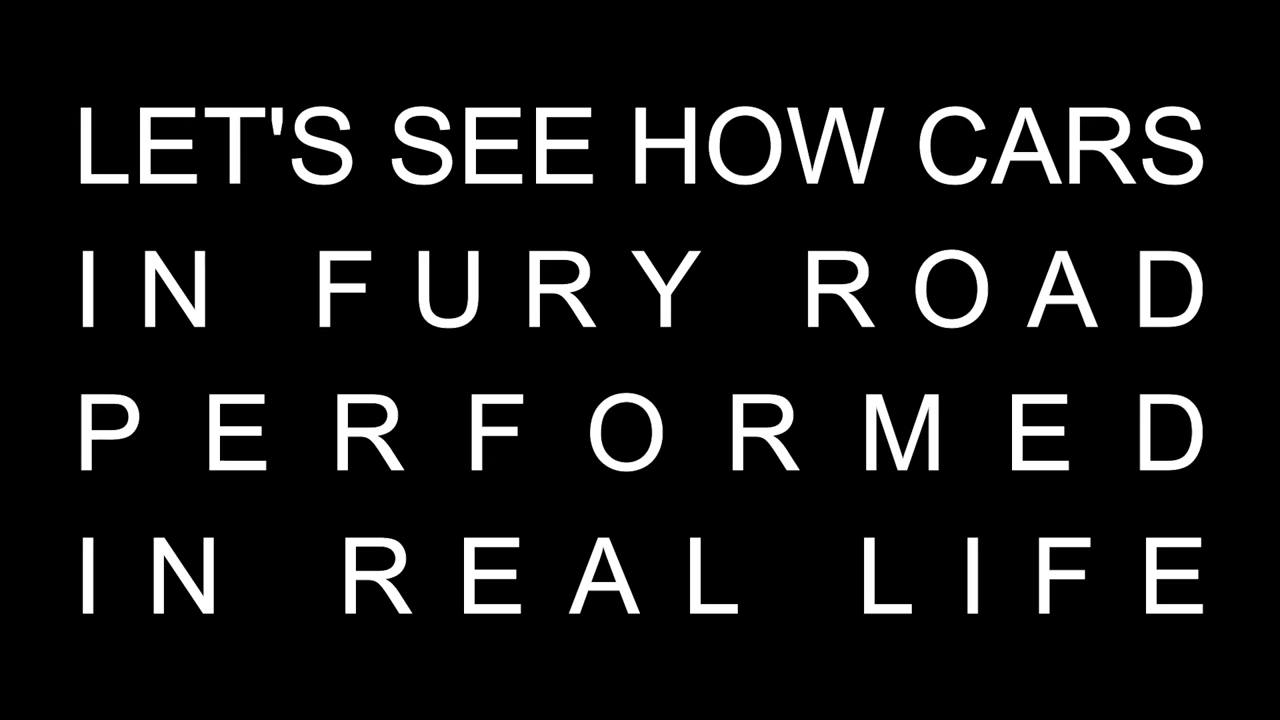 LET'S SEE HOW CARS
IN FURY ROAD
PERFORMED
IN REAL LIFE